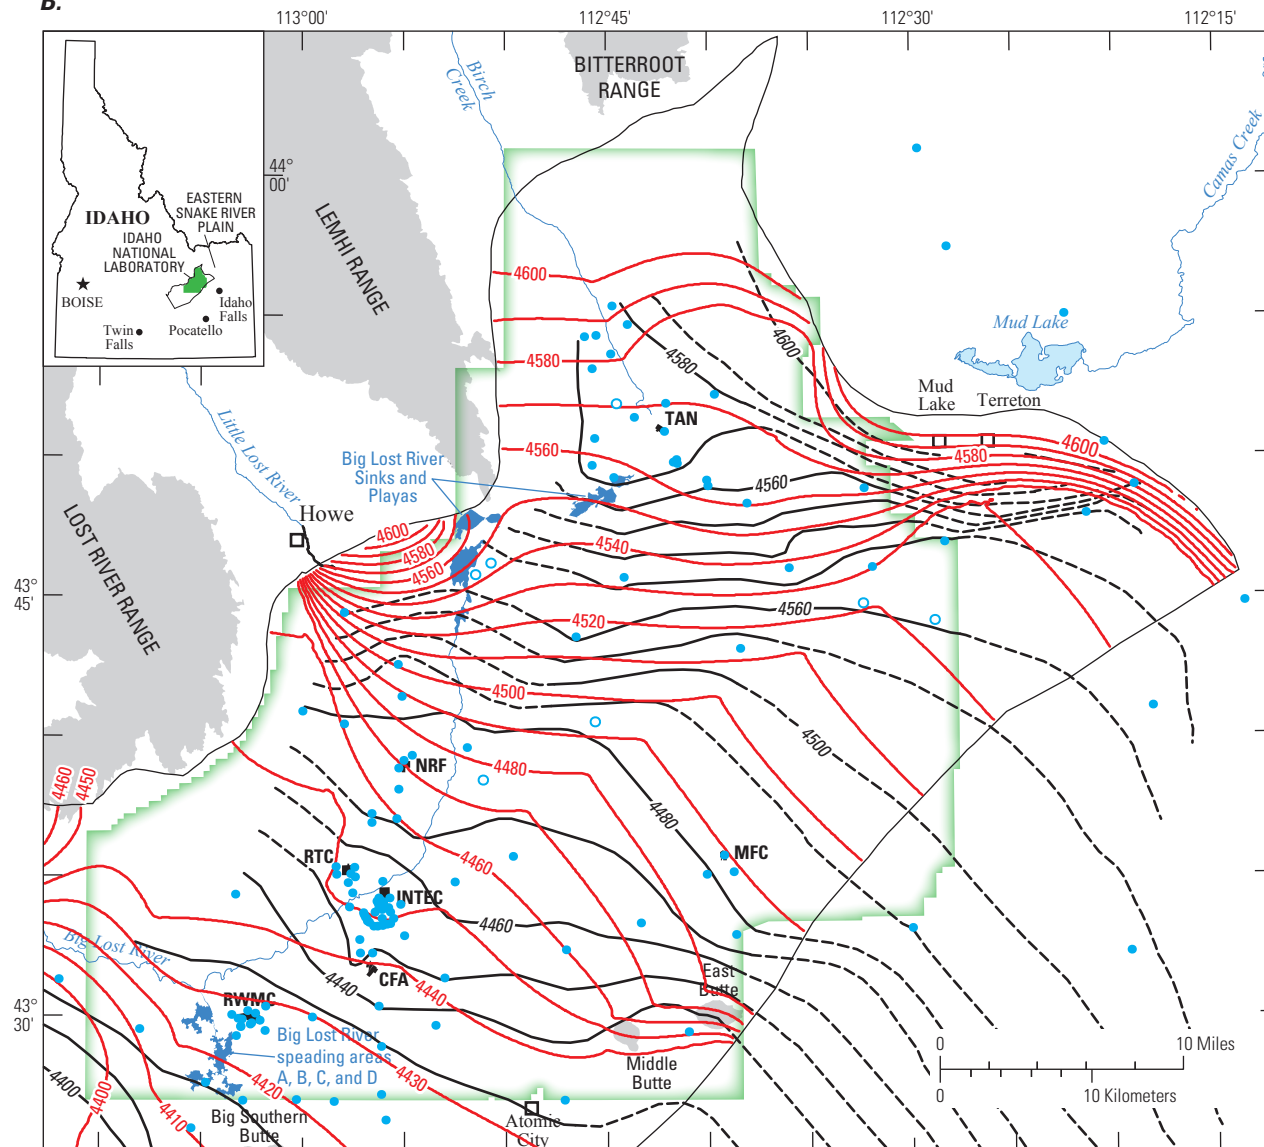 B.
113°00'
112°45'
112°30'
112°15'
BITTERROOT
RANGE
Birch
Creek
Camas Creek
44°
00'
LEMHI RANGE
EASTERN
SNAKE RIVER
PLAIN
IDAHO
IDAHO
NATIONAL
LABORATORY
BOISE
Idaho
Falls
Twin
Falls
Pocatello
4600
4600
4580
4580
Mud Lake
Mud
Lake
Terreton
TAN
Little Lost River
Big Lost River
Sinks and
Playas
4560
4560
4600
4580
LOST RIVER RANGE
Howe
4600
4580
4560
4540
43°
45'
4560
4520
4500
4500
4460
4450
NRF
4480
4480
MFC
RTC
4460
INTEC
4460
Big Lost River
CFA
4440
4440
East
Butte
43°
30'
RWMC
Big Lost River
speading areas
A, B, C, and D
Middle
Butte
0
10 Miles
0
10 Kilometers
4400
4400
4410
4420
4430
Big Southern
Butte
Atomic
City